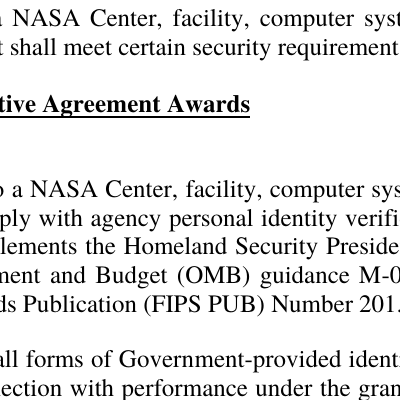 a NASA Center, facility, computer syst
t shall meet certain security requirement
tive Agreement Awards
o a NASA Center, facility, computer sys
ply with agency personal identity verifi
lements the Homeland Security Preside
ment and Budget (OMB) guidance M-0
ds Publication (FIPS PUB) Number 201.
all forms of Government-provided identi
ection with performance under the gran